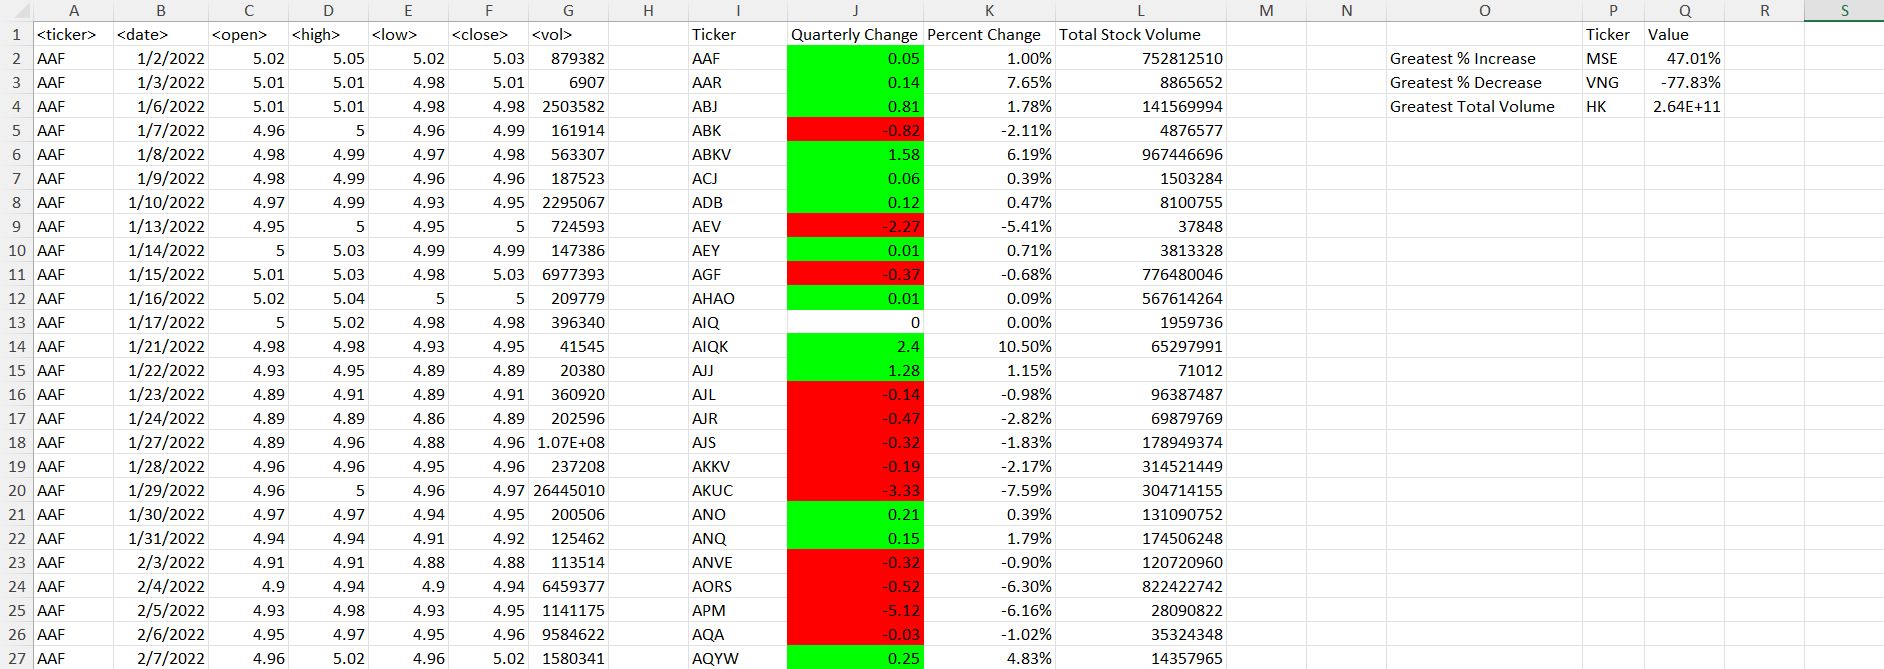 A B C D E F G H I J K L M N O P Q R S
1 <ticker> <date> <open> <high> <low> <close> <vol> Ticker Quarterly Change Percent Change Total Stock Volume Ticker Value
2 AAF 1/2/2022 5.02 5.05 5.02 5.03 879382 AAF 0.05 1.00% 752812510 Greatest % Increase MSE 47.01%
3 AAF 1/3/2022 5.01 5.01 4.98 5.01 6907 AAR 0.14 7.65% 8865652 Greatest % Decrease VNG -77.83%
4 AAF 1/6/2022 5.01 5.01 4.98 4.98 2503582 ABJ 0.81 1.78% 141569994 Greatest Total Volume HK 2.64E+11
5 AAF 1/7/2022 4.96 5 4.96 4.99 161914 ABK -0.82 -2.11% 4876577
6 AAF 1/8/2022 4.98 4.99 4.97 4.98 563307 ABKV 1.58 6.19% 967446696
7 AAF 1/9/2022 4.98 4.99 4.96 4.96 187523 ACJ 0.06 0.39% 1503284
8 AAF 1/10/2022 4.97 4.99 4.93 4.95 2295067 ADB 0.12 0.47% 8100755
9 AAF 1/13/2022 4.95 5 4.95 5 724593 AEV -2.27 -5.41% 37848
10 AAF 1/14/2022 5 5.03 4.99 4.99 147386 AEY 0.01 0.71% 3813328
11 AAF 1/15/2022 5.01 5.03 4.98 5.03 6977393 AGF -0.37 -0.68% 776480046
12 AAF 1/16/2022 5.02 5.04 5 5 209779 AHAO 0.01 0.09% 567614264
13 AAF 1/17/2022 5 5.02 4.98 4.98 396340 AIQ 0 0.00% 1959736
14 AAF 1/21/2022 4.98 4.98 4.93 4.95 41545 AIQK 2.4 10.50% 65297991
15 AAF 1/22/2022 4.93 4.95 4.89 4.89 20380 AJJ 1.28 1.15% 71012
16 AAF 1/23/2022 4.89 4.91 4.89 4.91 360920 AJL -0.14 -0.98% 96387487
17 AAF 1/24/2022 4.89 4.89 4.86 4.89 202596 AJR -0.47 -2.82% 69879769
18 AAF 1/27/2022 4.89 4.96 4.88 4.96 1.07E+08 AJS -0.32 -1.83% 178949374
19 AAF 1/28/2022 4.96 4.96 4.95 4.96 237208 AKKV -0.19 -2.17% 314521449
20 AAF 1/29/2022 4.96 5 4.96 4.97 26445010 AKUC -3.33 -7.59% 304714155
21 AAF 1/30/2022 4.97 4.97 4.94 4.95 200506 ANO 0.21 0.39% 131090752
22 AAF 1/31/2022 4.94 4.94 4.91 4.92 125462 ANQ 0.15 1.79% 174506248
23 AAF 2/3/2022 4.91 4.91 4.88 4.88 113514 ANVE -0.32 -0.90% 120720960
24 AAF 2/4/2022 4.9 4.94 4.9 4.94 6459377 AORS -0.52 -6.30% 822422742
25 AAF 2/5/2022 4.93 4.98 4.93 4.95 1141175 APM -5.12 -6.16% 28090822
26 AAF 2/6/2022 4.95 4.97 4.95 4.96 9584622 AQA -0.03 -1.02% 35324348
27 AAF 2/7/2022 4.96 5.02 4.96 5.02 1580341 AQYW 0.25 4.83% 14357965